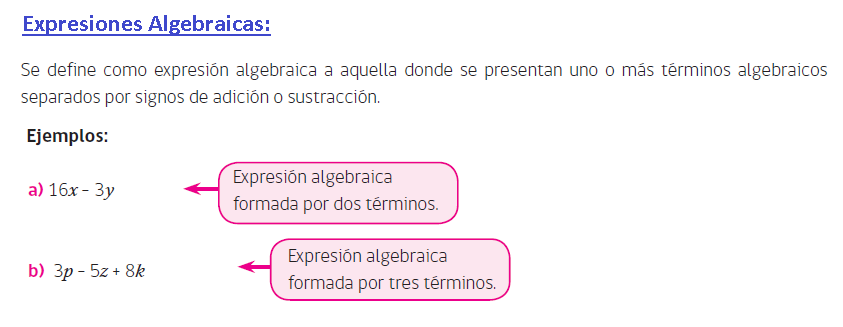 Expresiones Algebraicas:
Se define como expresión algebraica a aquella donde se presentan uno o más términos algebraicos
separados por signos de adición o sustracción.
Ejemplos:
a) 16x – 3y
Expresión algebraica
formada por dos términos.
b) 3p – 5z + 8k
Expresión algebraica
formada por tres términos.